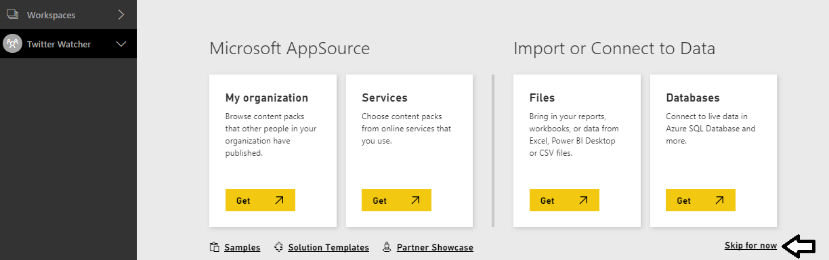 Workspaces
Twitter Watcher
Microsoft AppSource
Import or Connect to Data
My organization
Browse content packs
that other people in your
organization have
published.
Get
Services
Choose content packs
from online services that
you use.
Get
Files
Bring in your reports,
workbooks, or data from
Excel, Power BI Desktop
or CSV files.
Get
Databases
Connect to live data in
Azure SQL Database and
more.
Get
Samples
Solution Templates
Partner Showcase
Skip for now